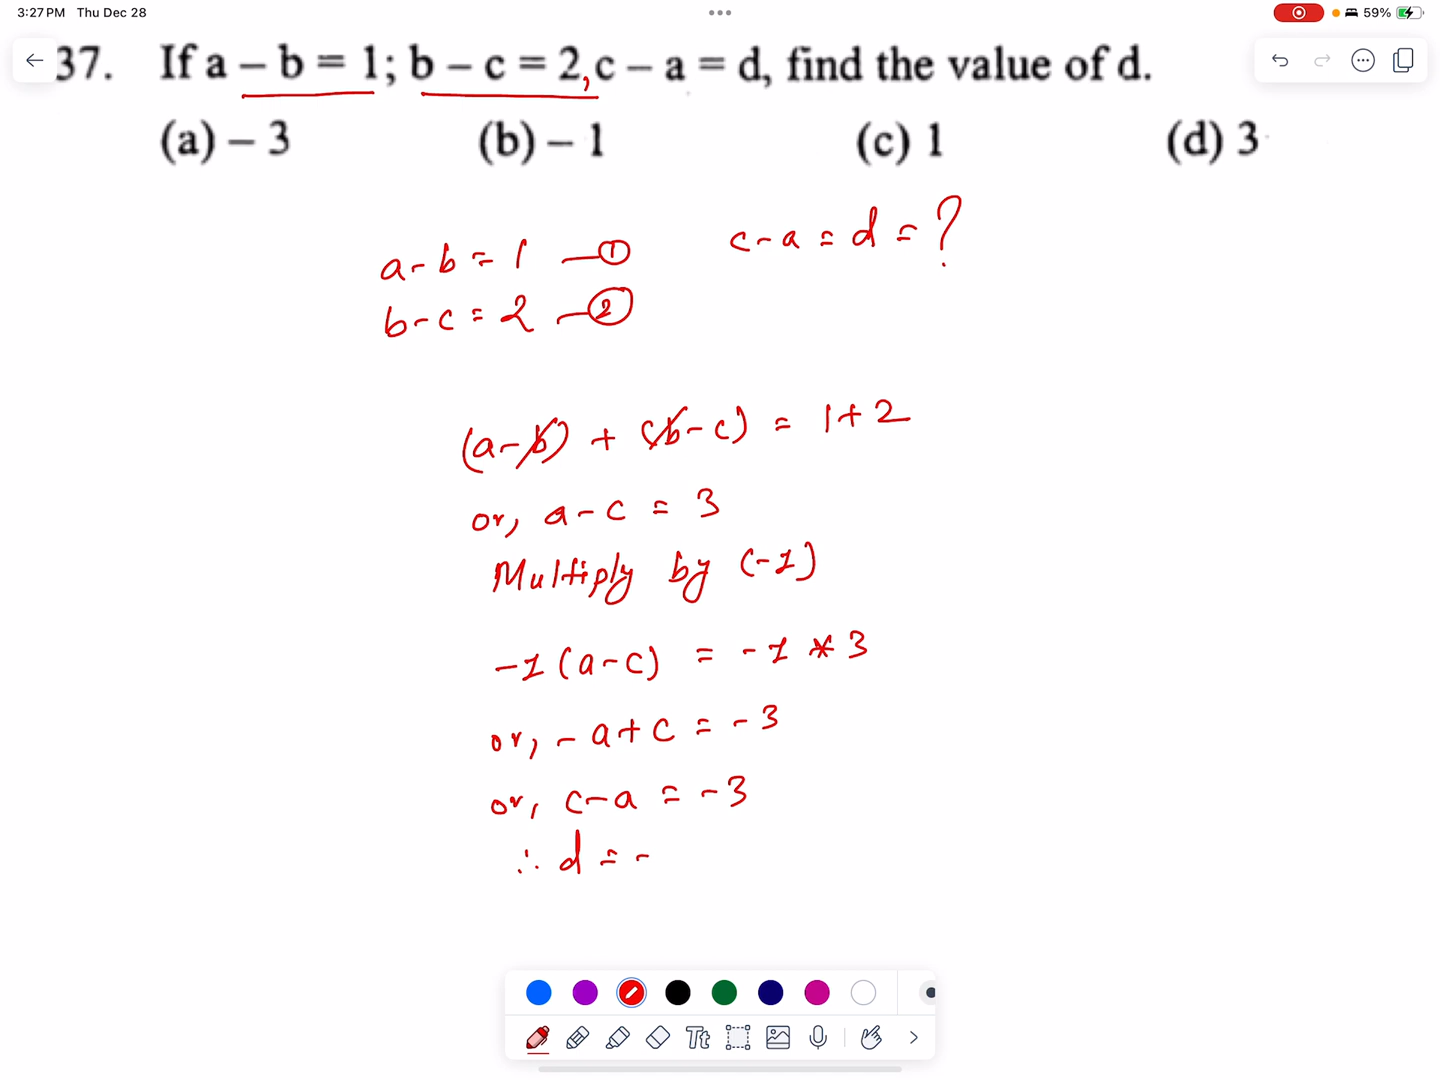 3:27 PM Thu Dec 28
59%
37. If a – b = 1; b – c = 2, c – a = d, find the value of d.
(a) – 3 (b) – 1 (c) 1 (d) 3
c - a = d = ?
a - b = 1 — ①
b - c = 2 — ②
(a - b) + (b - c) = 1 + 2
or, a - c = 3
Multiply by (-1)
-1 (a - c) = -1 * 3
or, - a + c = - 3
or, c - a = - 3
∴ d = -
Tt